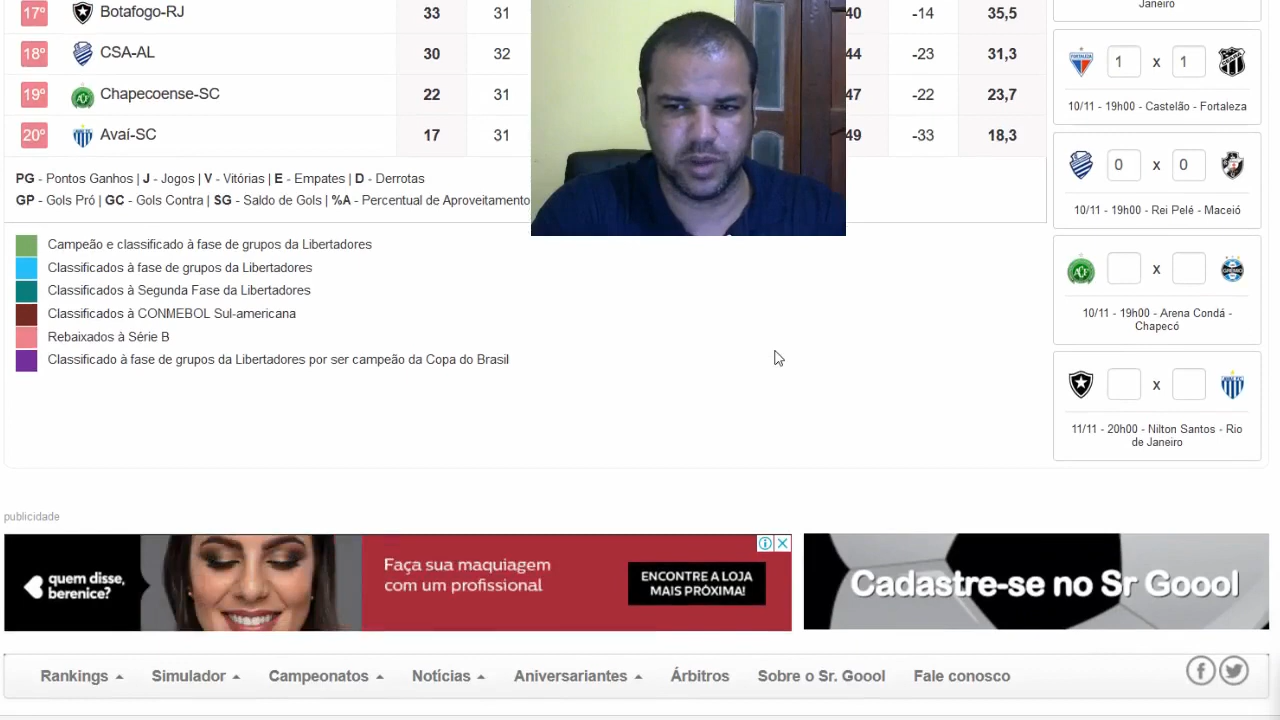 17º Botafogo-RJ 33 31 40 -14 35,5
18º CSA-AL 30 32 44 -23 31,3
19º Chapecoense-SC 22 31 47 -22 23,7
20º Avaí-SC 17 31 49 -33 18,3
PG - Pontos Ganhos | J - Jogos | V - Vitórias | E - Empates | D - Derrotas
GP - Gols Pró | GC - Gols Contra | SG - Saldo de Gols | %A - Percentual de Aproveitamento
Campeão e classificado à fase de grupos da Libertadores
Classificados à fase de grupos da Libertadores
Classificados à Segunda Fase da Libertadores
Classificados à CONMEBOL Sul-americana
Rebaixados à Série B
Classificado à fase de grupos da Libertadores por ser campeão da Copa do Brasil
Janeiro
1 x 1
10/11 - 19h00 - Castelão - Fortaleza
0 x 0
10/11 - 19h00 - Rei Pelé - Maceió
x
10/11 - 19h00 - Arena Condá -
Chapecó
x
11/11 - 20h00 - Nilton Santos - Rio
de Janeiro
publicidade
quem disse,
berenice?
Faça sua maquiagem
com um profissional
ENCONTRE A LOJA
MAIS PRÓXIMA!
Cadastre-se no Sr Goool
Rankings Simulador Campeonatos Notícias Aniversariantes Árbitros Sobre o Sr. Goool Fale conosco